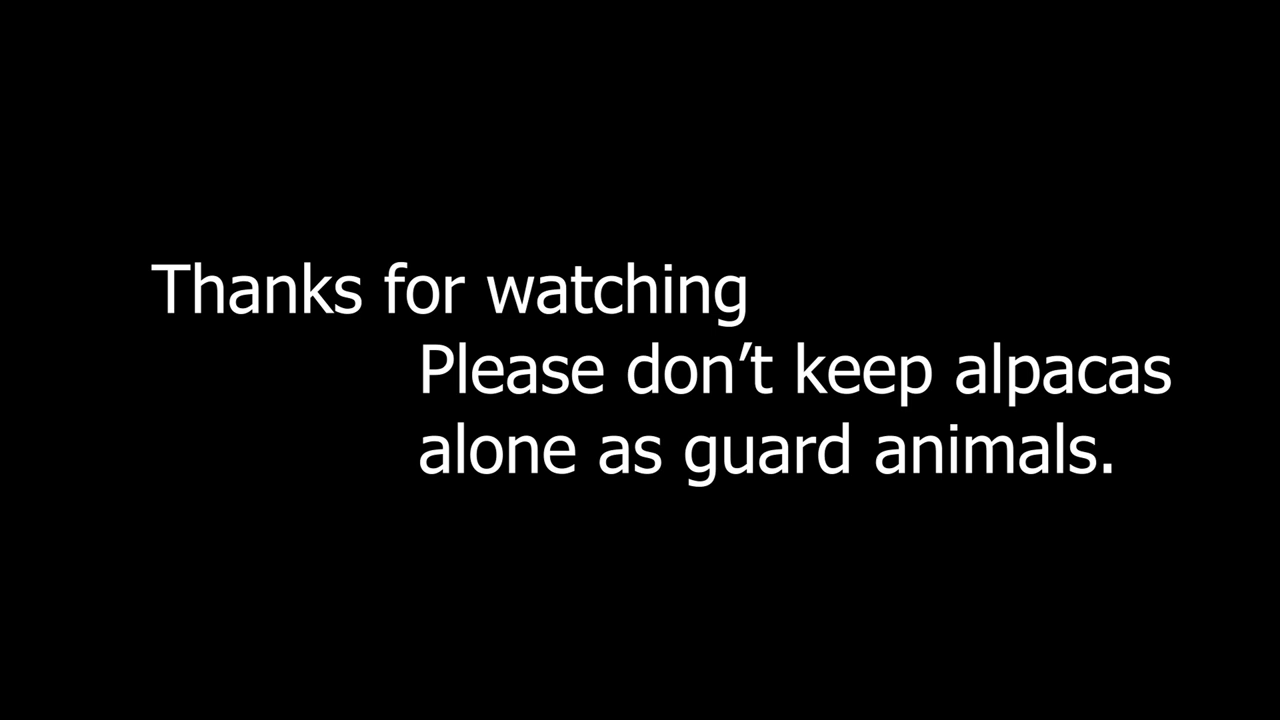 Thanks for watching
Please don’t keep alpacas
alone as guard animals.